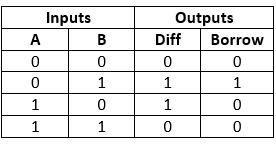 Inputs Outputs
A B Diff Borrow
0 0 0 0
0 1 1 1
1 0 1 0
1 1 0 0